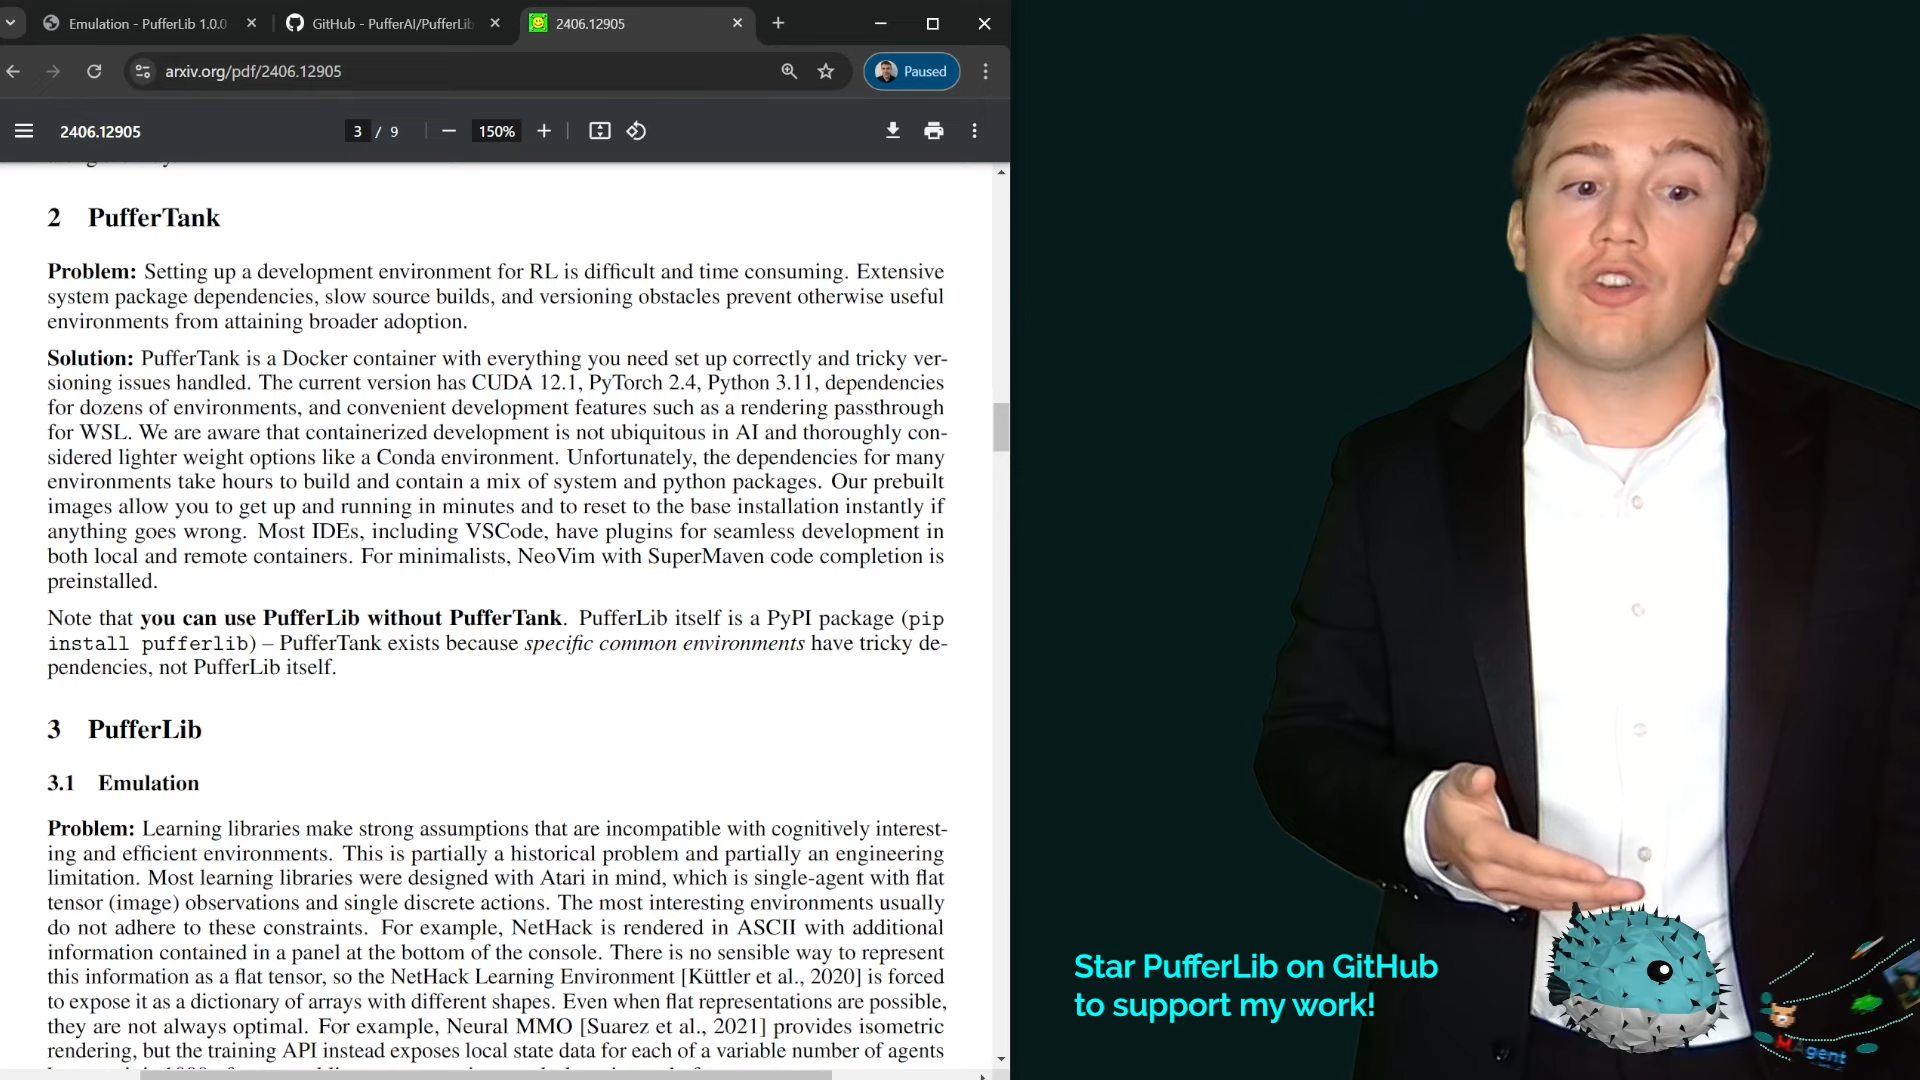 Emulation - PufferLib 1.0.0
GitHub - PufferAI/PufferLib
2406.12905
arxiv.org/pdf/2406.12905
Paused
2406.12905
3 / 9
150%
2 PufferTank
Problem: Setting up a development environment for RL is difficult and time consuming. Extensive
system package dependencies, slow source builds, and versioning obstacles prevent otherwise useful
environments from attaining broader adoption.
Solution: PufferTank is a Docker container with everything you need set up correctly and tricky ver-
sioning issues handled. The current version has CUDA 12.1, PyTorch 2.4, Python 3.11, dependencies
for dozens of environments, and convenient development features such as a rendering passthrough
for WSL. We are aware that containerized development is not ubiquitous in AI and thoroughly con-
sidered lighter weight options like a Conda environment. Unfortunately, the dependencies for many
environments take hours to build and contain a mix of system and python packages. Our prebuilt
images allow you to get up and running in minutes and to reset to the base installation instantly if
anything goes wrong. Most IDEs, including VSCode, have plugins for seamless development in
both local and remote containers. For minimalists, NeoVim with SuperMaven code completion is
preinstalled.
Note that you can use PufferLib without PufferTank. PufferLib itself is a PyPI package (pip
install pufferlib) – PufferTank exists because specific common environments have tricky de-
pendencies, not PufferLib itself.
3 PufferLib
3.1 Emulation
Problem: Learning libraries make strong assumptions that are incompatible with cognitively interest-
ing and efficient environments. This is partially a historical problem and partially an engineering
limitation. Most learning libraries were designed with Atari in mind, which is single-agent with flat
tensor (image) observations and single discrete actions. The most interesting environments usually
do not adhere to these constraints. For example, NetHack is rendered in ASCII with additional
information contained in a panel at the bottom of the console. There is no sensible way to represent
this information as a flat tensor, so the NetHack Learning Environment [Küttler et al., 2020] is forced
to expose it as a dictionary of arrays with different shapes. Even when flat representations are possible,
they are not always optimal. For example, Neural MMO [Suarez et al., 2021] provides isometric
rendering, but the training API instead exposes local state data for each of a variable number of agents
Star PufferLib on GitHub
to support my work!
MAgent